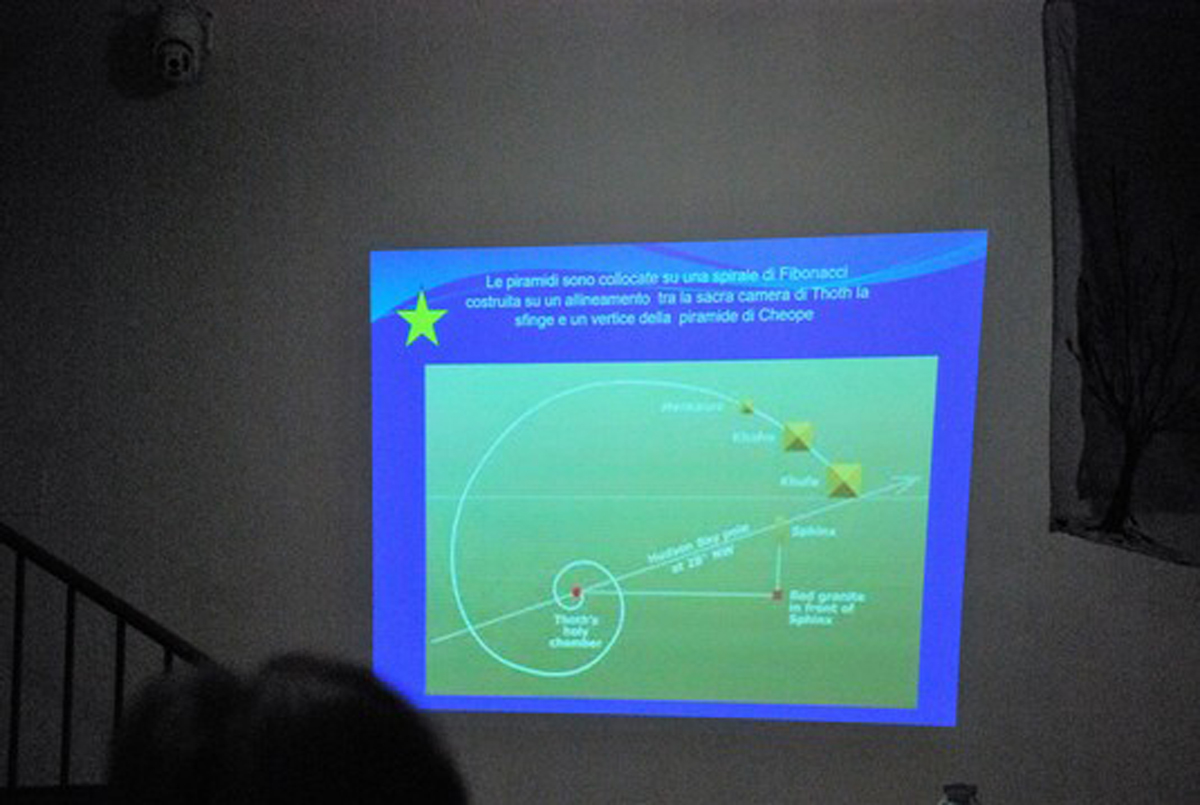 Le piramidi sono collocate su una spirale di Fibonacci
costruita su un allineamento tra la sacra camera di Thoth la
sfinge e un vertice della piramide di Cheope
Menkaure
Khafre
Khufu
Sphinx
Hudson Bay pole
at 28° NW
Red granite
in front of
Sphinx
Thoth's
holy
chamber